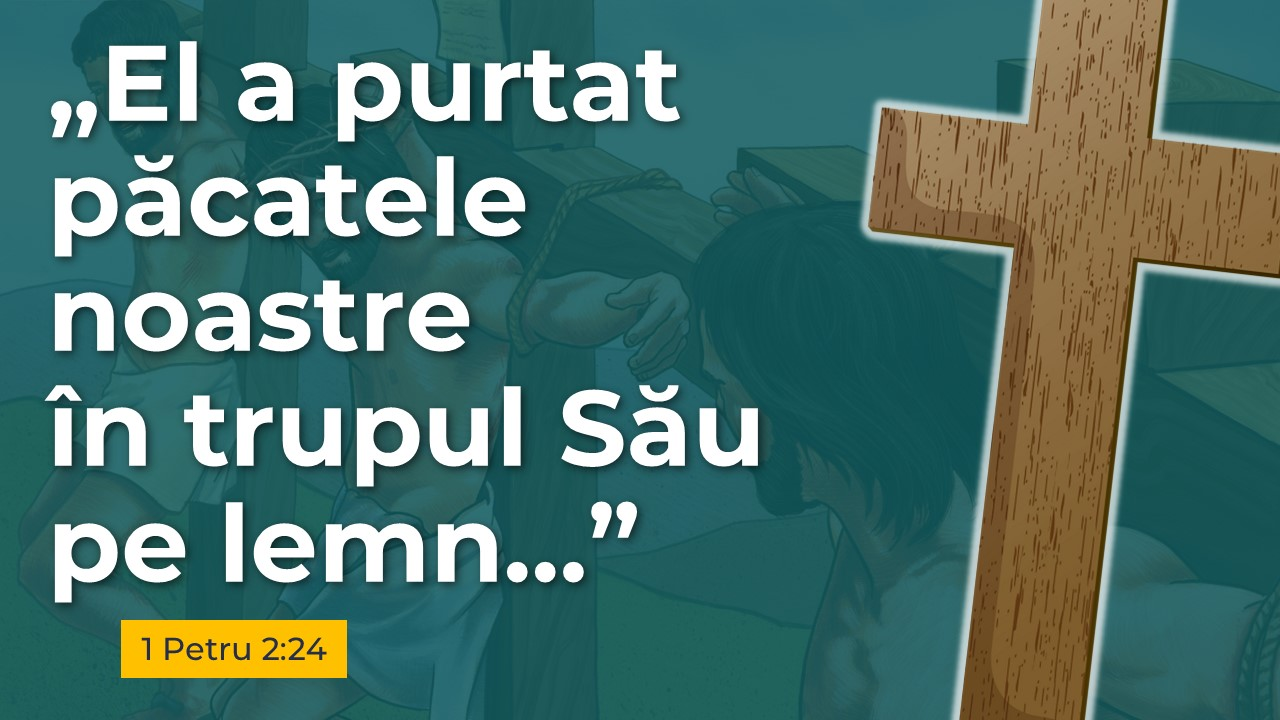 „El a purtat
păcatele
noastre
în trupul Său
pe lemn...”
1 Petru 2:24